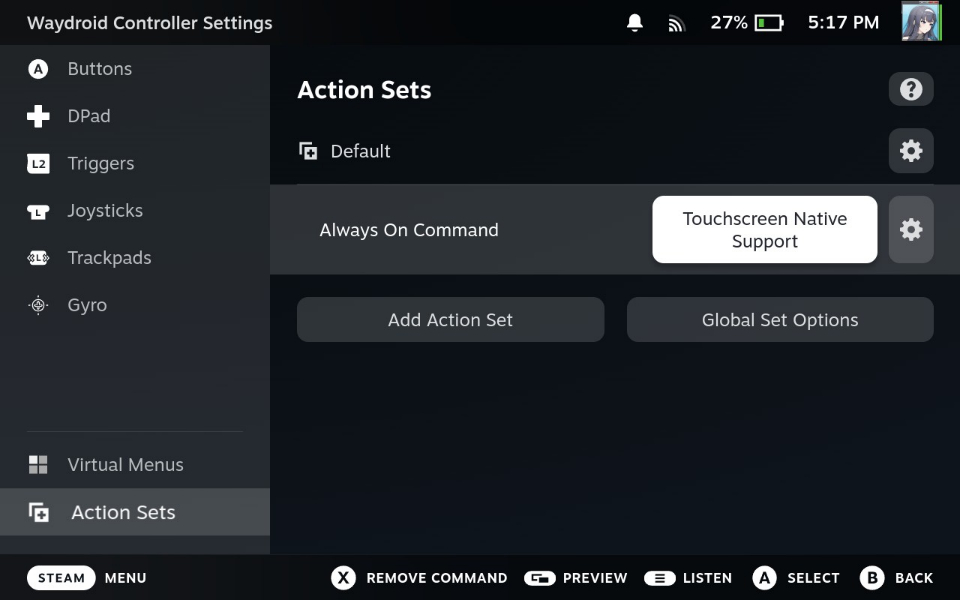 Waydroid Controller Settings
27%
5:17 PM
A
Buttons
DPad
L2
Triggers
L
Joysticks
L
Trackpads
Gyro
Virtual Menus
Action Sets
Action Sets
?
Default
Always On Command
Touchscreen Native
Support
Add Action Set
Global Set Options
STEAM MENU
X REMOVE COMMAND
PREVIEW
LISTEN
A SELECT
B BACK